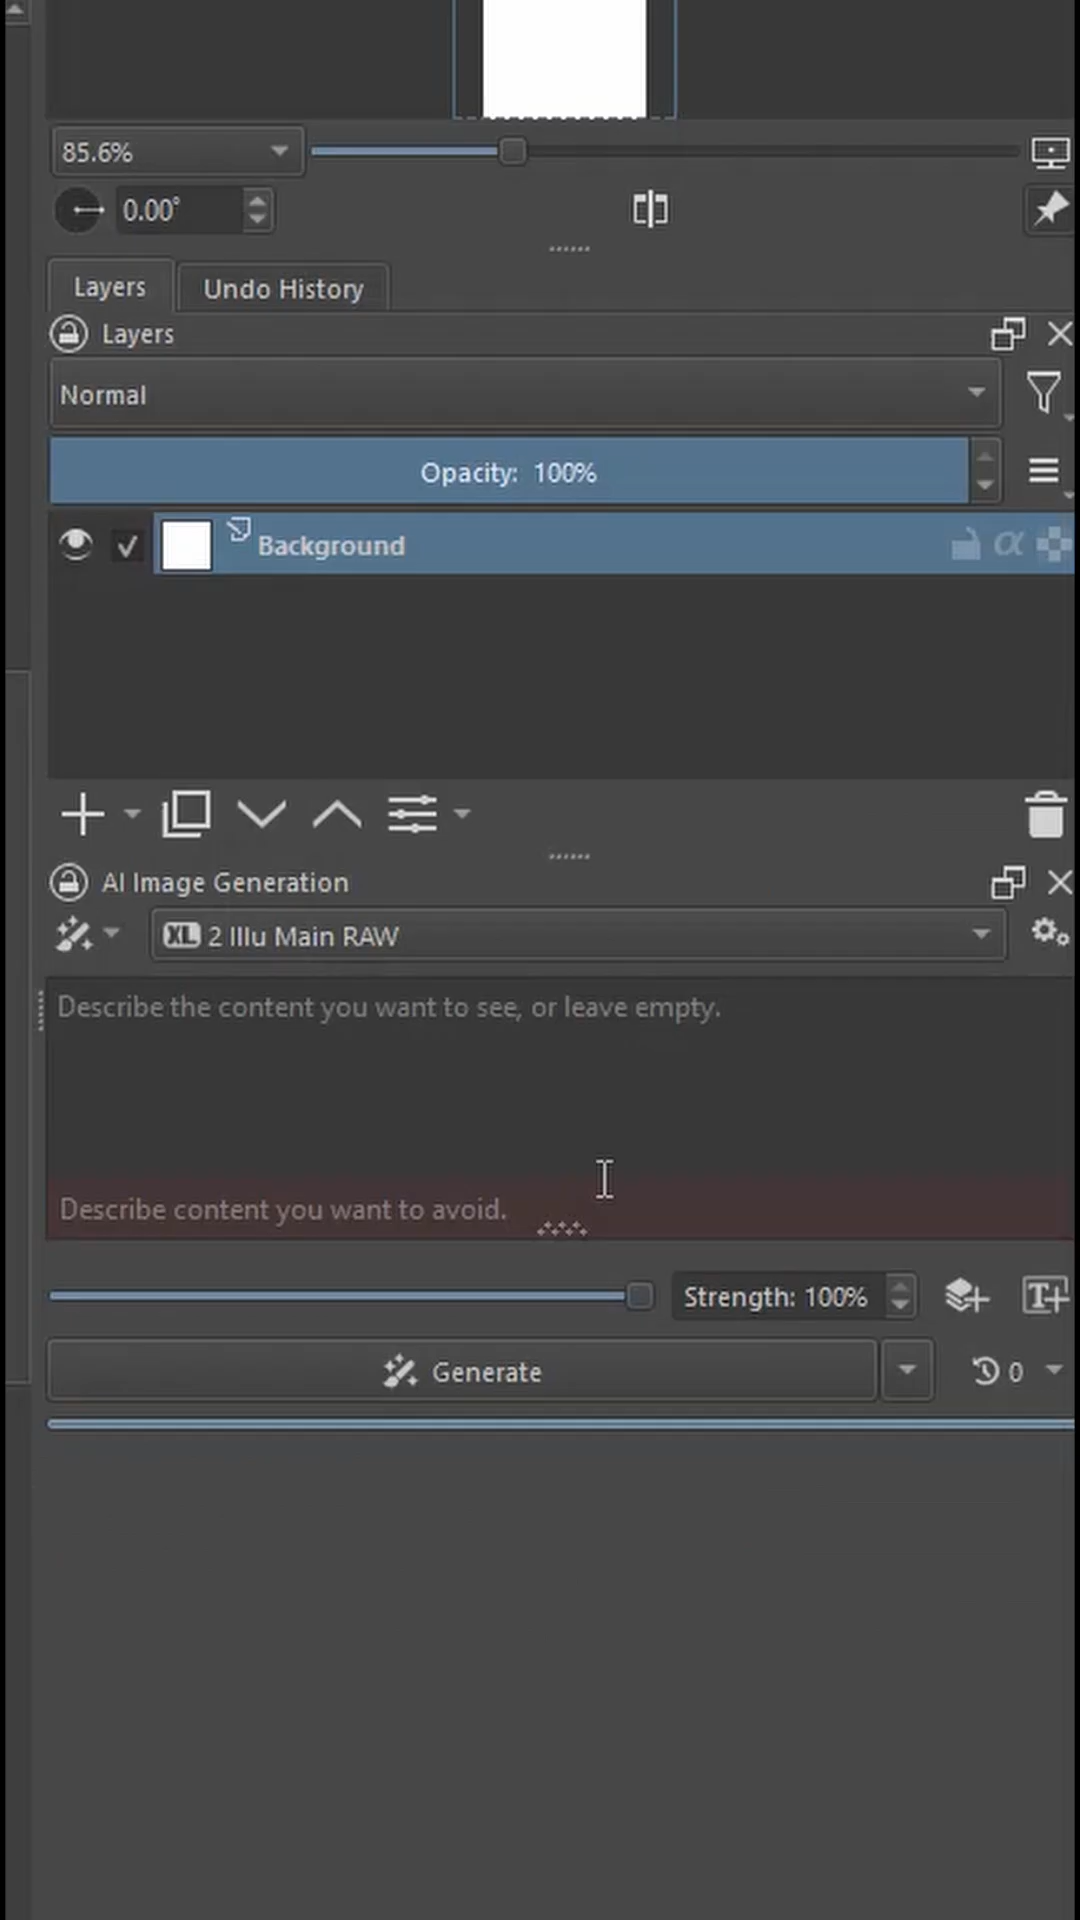 85.6%
0.00°
Layers
Undo History
Layers
Normal
Opacity: 100%
Background
α
AI Image Generation
XL 2 Illu Main RAW
Describe the content you want to see, or leave empty.
Describe content you want to avoid.
Strength: 100%
T+
Generate
0